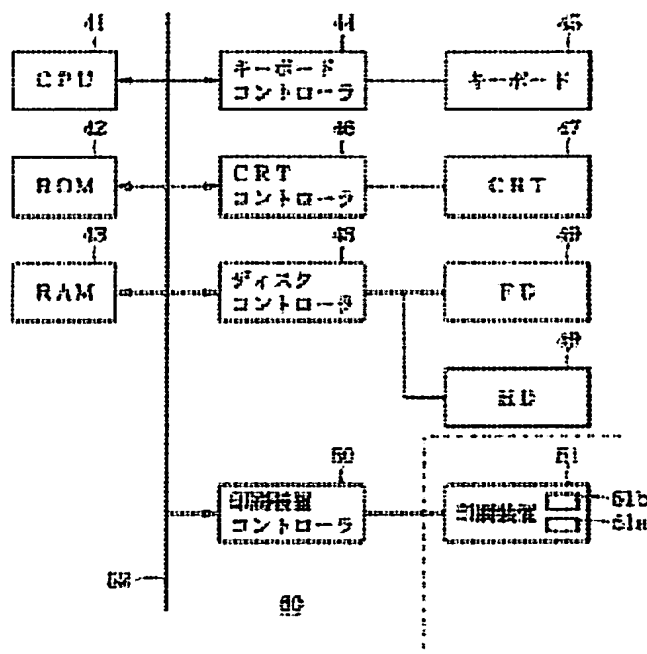 41
44
45
CPU
キーボード
コントローラ
キーボード
42
46
47
ROM
CRT
コントローラ
CRT
43
48
RAM
ディスク
コントローラ
FD
HD
50
51
印刷装置
コントローラ
印刷装置
51b
51a